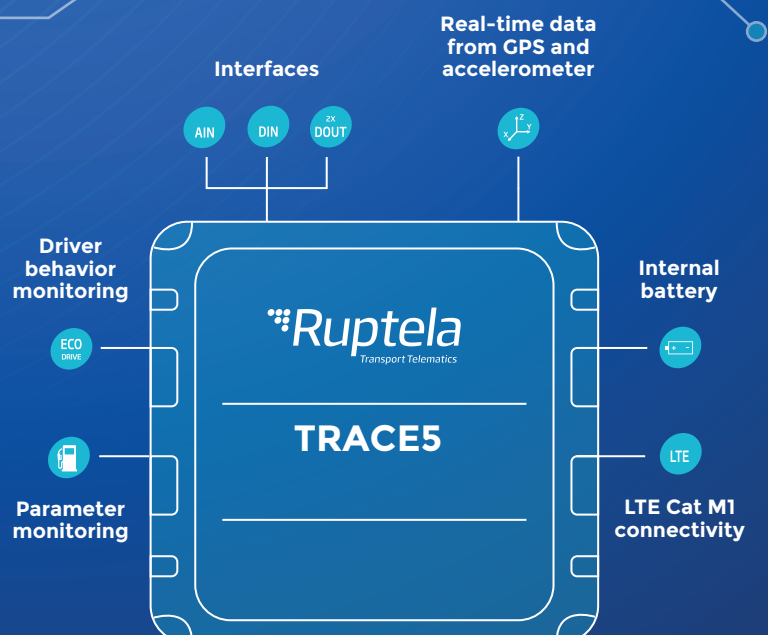 Real-time data
from GPS and
accelerometer
Interfaces
AIN
DIN
2X
DOUT
Z
X
Y
Driver
behavior
monitoring
Internal
battery
ECO
DRIVE
+ -
Ruptela
Transport Telematics
TRACE5
LTE
Parameter
monitoring
LTE Cat M1
connectivity